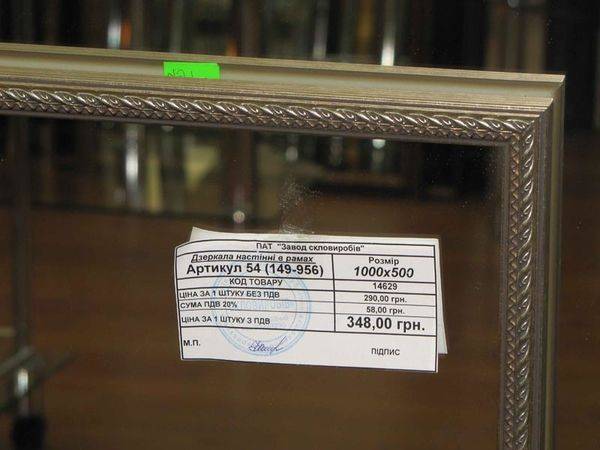 ПАТ "Завод скловиробів"
Дзеркала настінні в рамах
Розмір
Артикул 54 (149-956)
1000х500
КОД ТОВАРУ
14629
ЦІНА ЗА 1 ШТУКУ БЕЗ ПДВ
290,00 грн.
СУМА ПДВ 20%
58,00 грн.
ЦІНА ЗА 1 ШТУКУ З ПДВ
348,00 грн.
М.П.
ПІДПИС